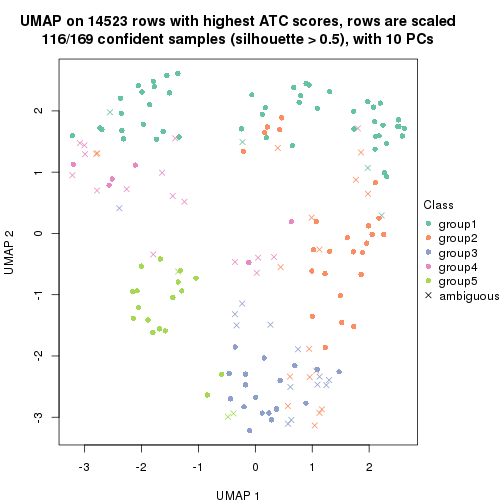 UMAP on 14523 rows with highest ATC scores, rows are scaled
116/169 confident samples (silhouette > 0.5), with 10 PCs
UMAP 2
2
1
0
-1
-2
-3
-3
-2
-1
0
1
2
UMAP 1
Class
group1
group2
group3
group4
group5
ambiguous